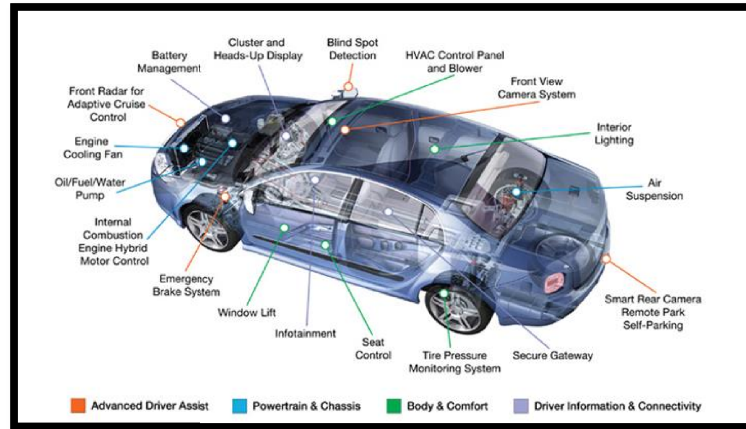 Cluster and
Heads-Up Display
Blind Spot
Detection
HVAC Control Panel
and Blower
Battery
Management
Front View
Camera System
Front Radar for
Adaptive Cruise
Control
Interior
Lighting
Engine
Cooling Fan
Air
Suspension
Oil/Fuel/Water
Pump
Internal
Combustion
Engine Hybrid
Motor Control
Emergency
Brake System
Window Lift
Infotainment
Seat
Control
Tire Pressure
Monitoring System
Secure Gateway
Smart Rear Camera
Remote Park
Self-Parking
Advanced Driver Assist
Powertrain & Chassis
Body & Comfort
Driver Information & Connectivity